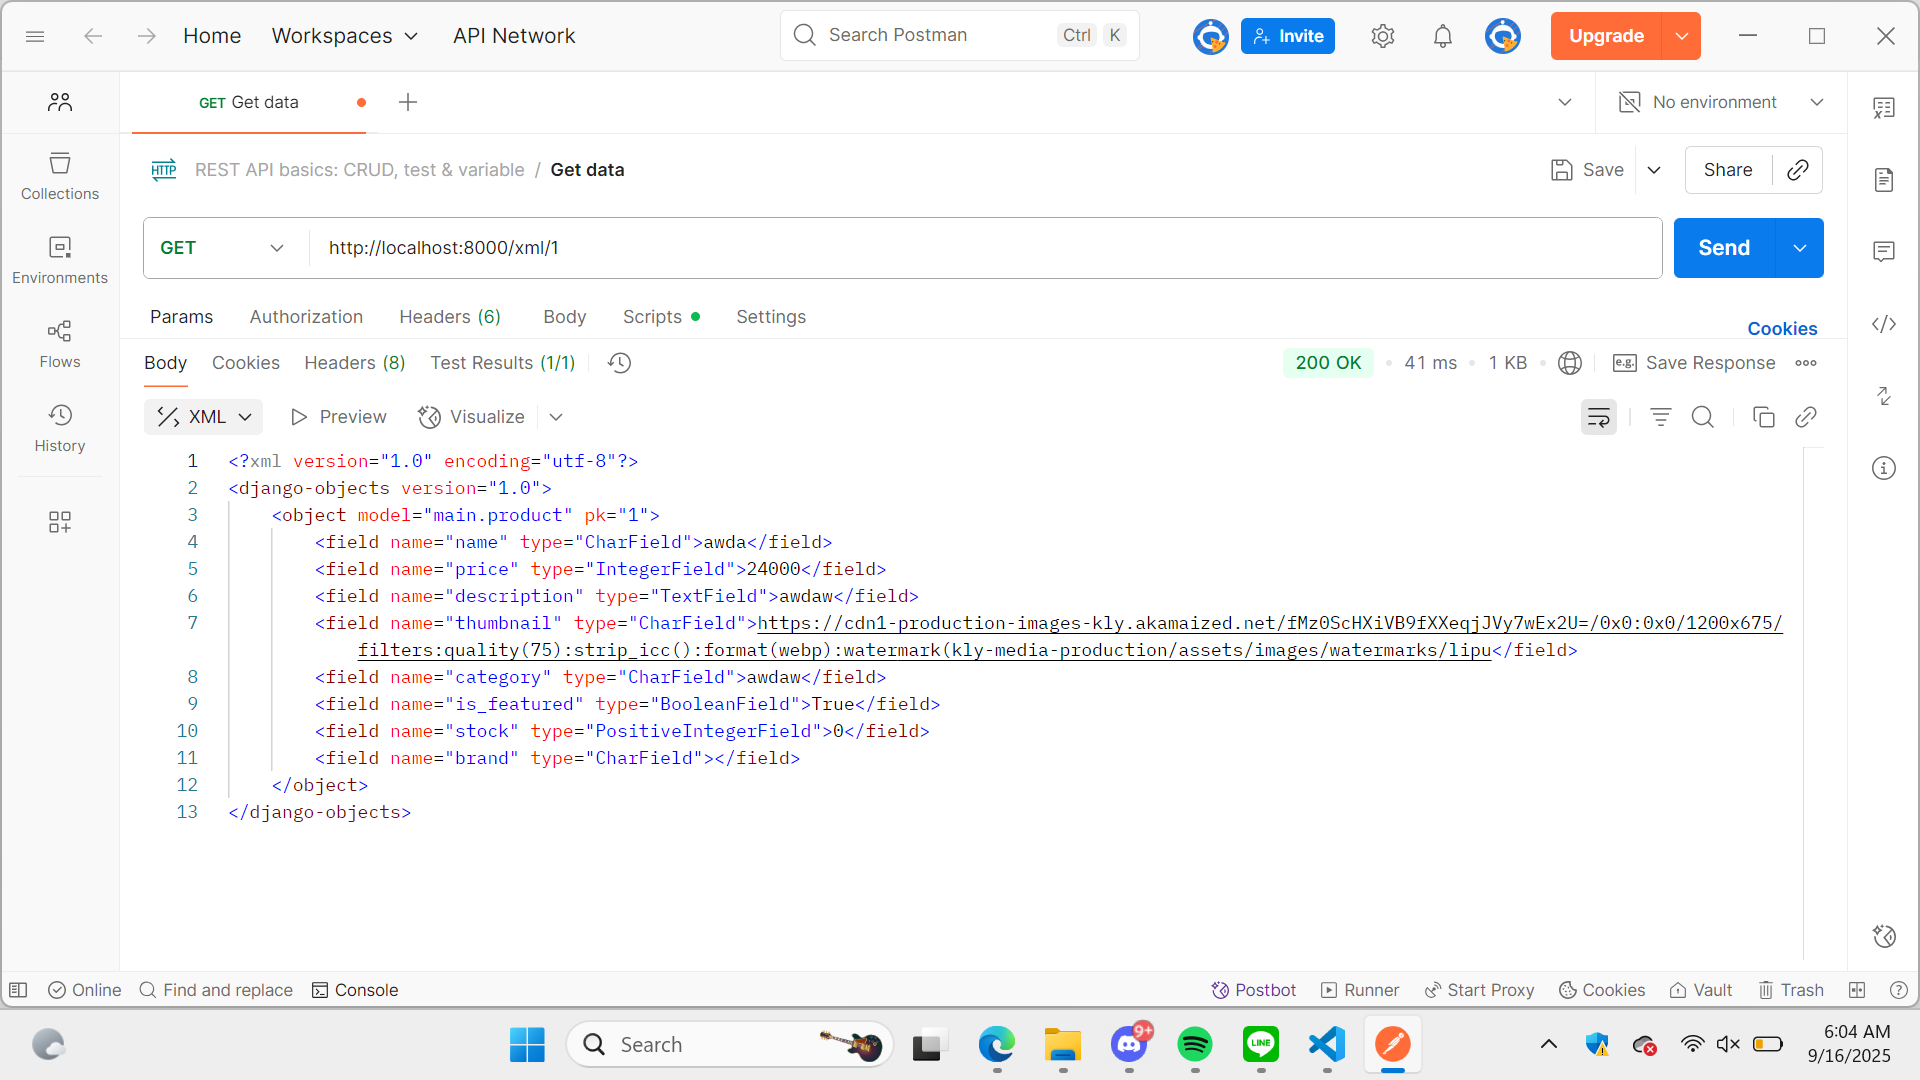 Home
Workspaces
API Network
Search Postman
Ctrl K
Invite
Upgrade
GET Get data
No environment
HTTP
REST API basics: CRUD, test & variable / Get data
Save
Share
Collections
Environments
Flows
History
GET
http://localhost:8000/xml/1
Send
Params Authorization Headers (6) Body Scripts Settings
Cookies
Body Cookies Headers (8) Test Results (1/1)
200 OK • 41 ms • 1 KB • e.g. Save Response
XML Preview Visualize
1 <?xml version="1.0" encoding="utf-8"?>
2 <django-objects version="1.0">
3 <object model="main.product" pk="1">
4 <field name="name" type="CharField">awda</field>
5 <field name="price" type="IntegerField">24000</field>
6 <field name="description" type="TextField">awdaw</field>
7 <field name="thumbnail" type="CharField">https://cdn1-production-images-kly.akamaized.net/fMz0ScHXiVB9fXXeqjJVy7wEx2U=/0x0:0x0/1200x675/
filters:quality(75):strip_icc():format(webp):watermark(kly-media-production/assets/images/watermarks/lipu</field>
8 <field name="category" type="CharField">awdaw</field>
9 <field name="is_featured" type="BooleanField">True</field>
10 <field name="stock" type="PositiveIntegerField">0</field>
11 <field name="brand" type="CharField"></field>
12 </object>
13 </django-objects>
Online Find and replace Console
Postbot Runner Start Proxy Cookies Vault Trash
Search
9+
LINE
6:04 AM
9/16/2025